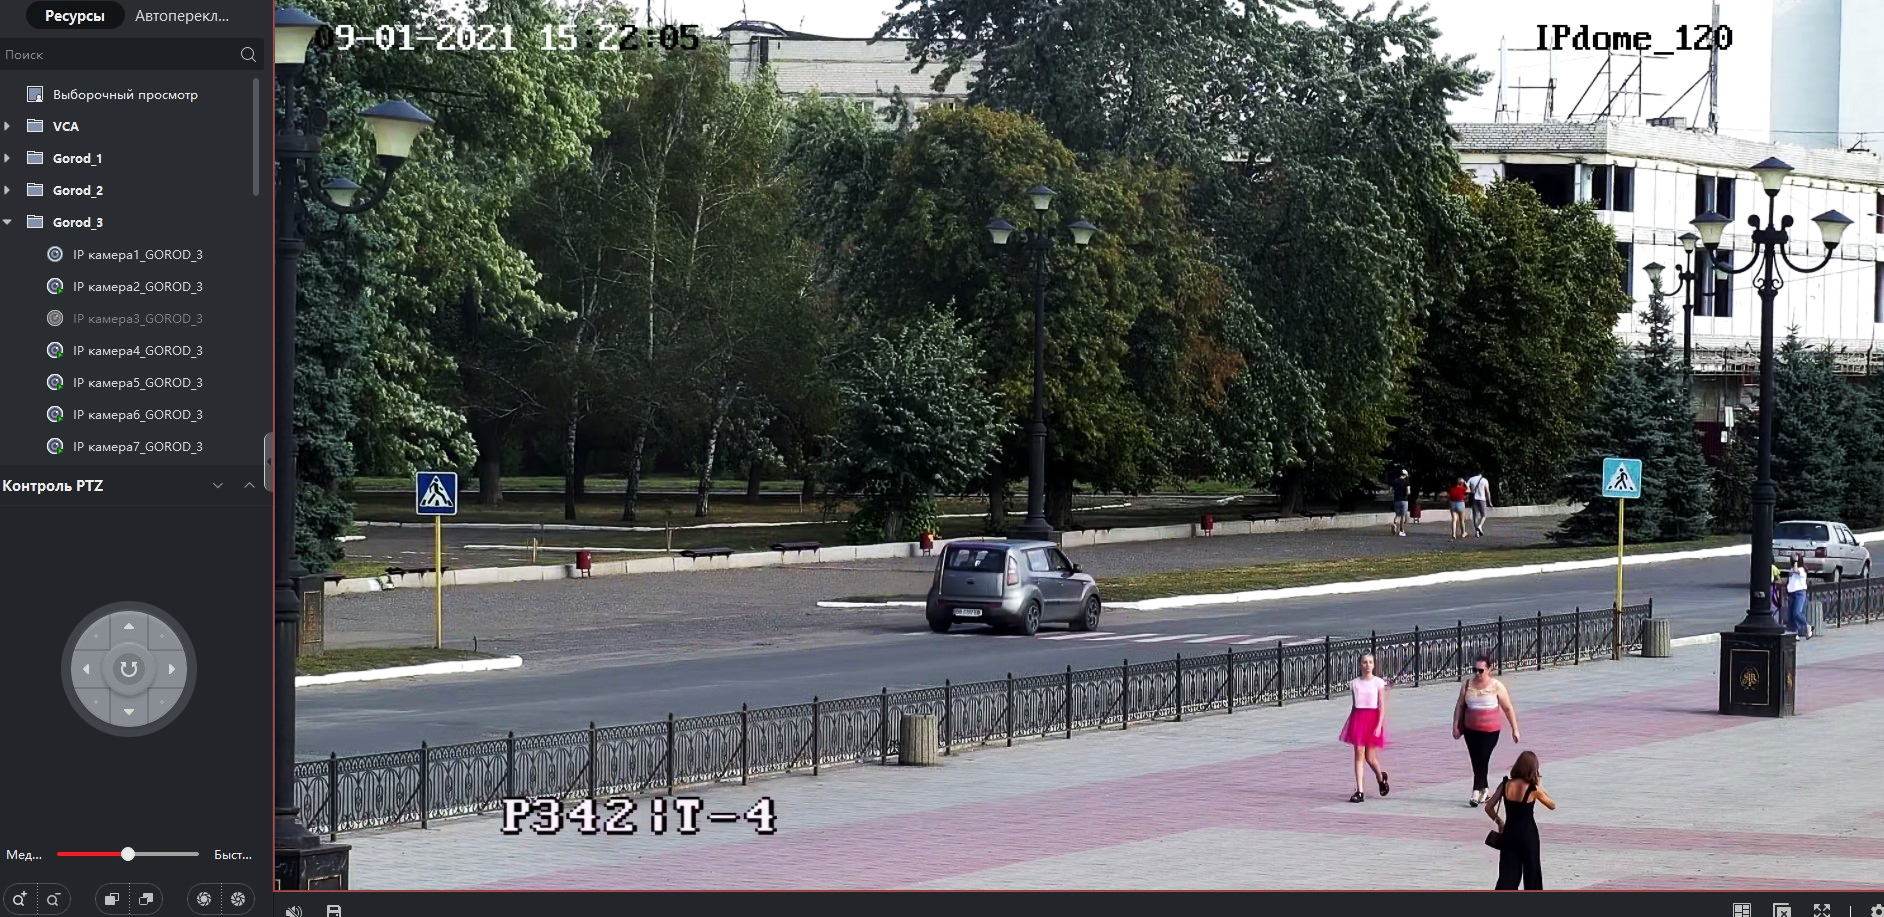 Ресурсы
Автоперекл...
Поиск
Выборочный просмотр
VCA
Gorod_1
Gorod_2
Gorod_3
IP камера1_GOROD_3
IP камера2_GOROD_3
IP камера3_GOROD_3
IP камера4_GOROD_3
IP камера5_GOROD_3
IP камера6_GOROD_3
IP камера7_GOROD_3
Контроль PTZ
Мед...
Быст...
09-01-2021 15:22:05
IPdome_120
P342|T-4